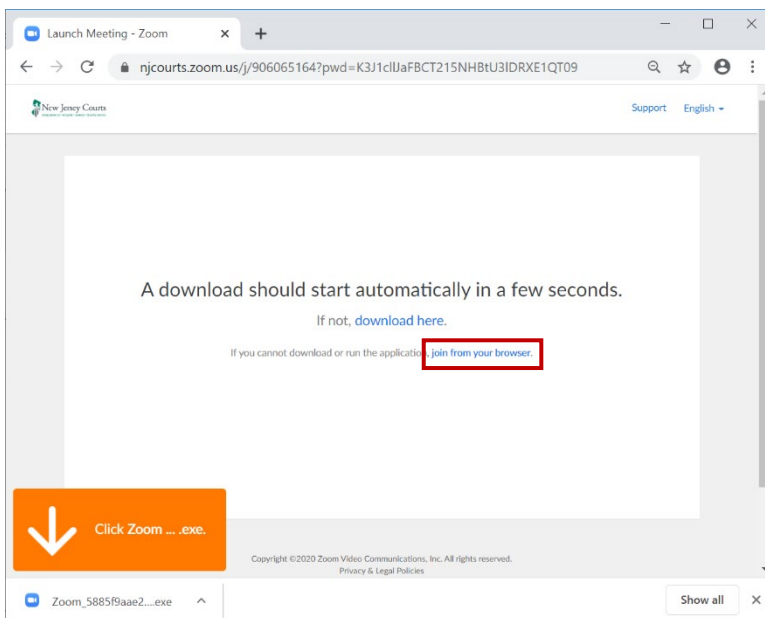 Launch Meeting - Zoom
njcourts.zoom.us/j/906065164?pwd=K3J1cllJaFBCT215NHBtU3lDRXE1QT09
New Jersey Courts
Support English
A download should start automatically in a few seconds.
If not, download here.
If you cannot download or run the application, join from your browser.
Click Zoom ... .exe.
Copyright ©2020 Zoom Video Communications, Inc. All rights reserved.
Privacy & Legal Policies
Zoom_5885f9aae2....exe
Show all